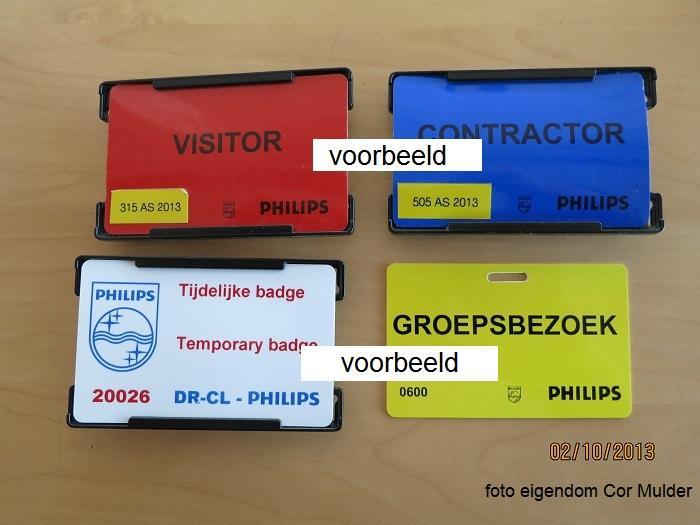 VISITOR
315 AS 2013
PHILIPS
voorbeeld
CONTRACTOR
505 AS 2013
PHILIPS
PHILIPS
Tijdelijke badge
Temporary badge
20026
DR-CL - PHILIPS
voorbeeld
GROEPSBEZOEK
0600
PHILIPS
02/10/2013
foto eigendom Cor Mulder